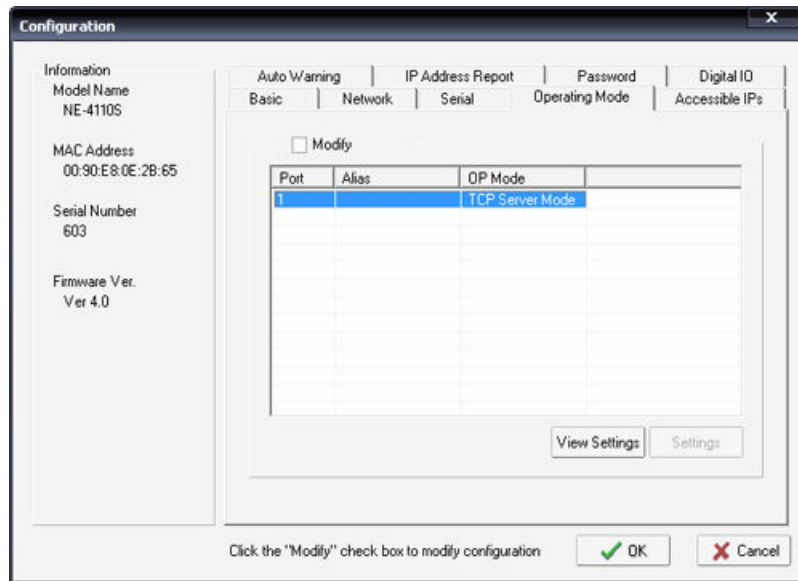 Configuration
Information
Model Name
NE-4110S
MAC Address
00:90:E8:0E:2B:65
Serial Number
603
Firmware Ver.
Ver 4.0
Auto Warning IP Address Report Password Digital IO
Basic Network Serial Operating Mode Accessible IPs
Modify
Port Alias OP Mode
1 TCP Server Mode
View Settings Settings
Click the "Modify" check box to modify configuration OK Cancel